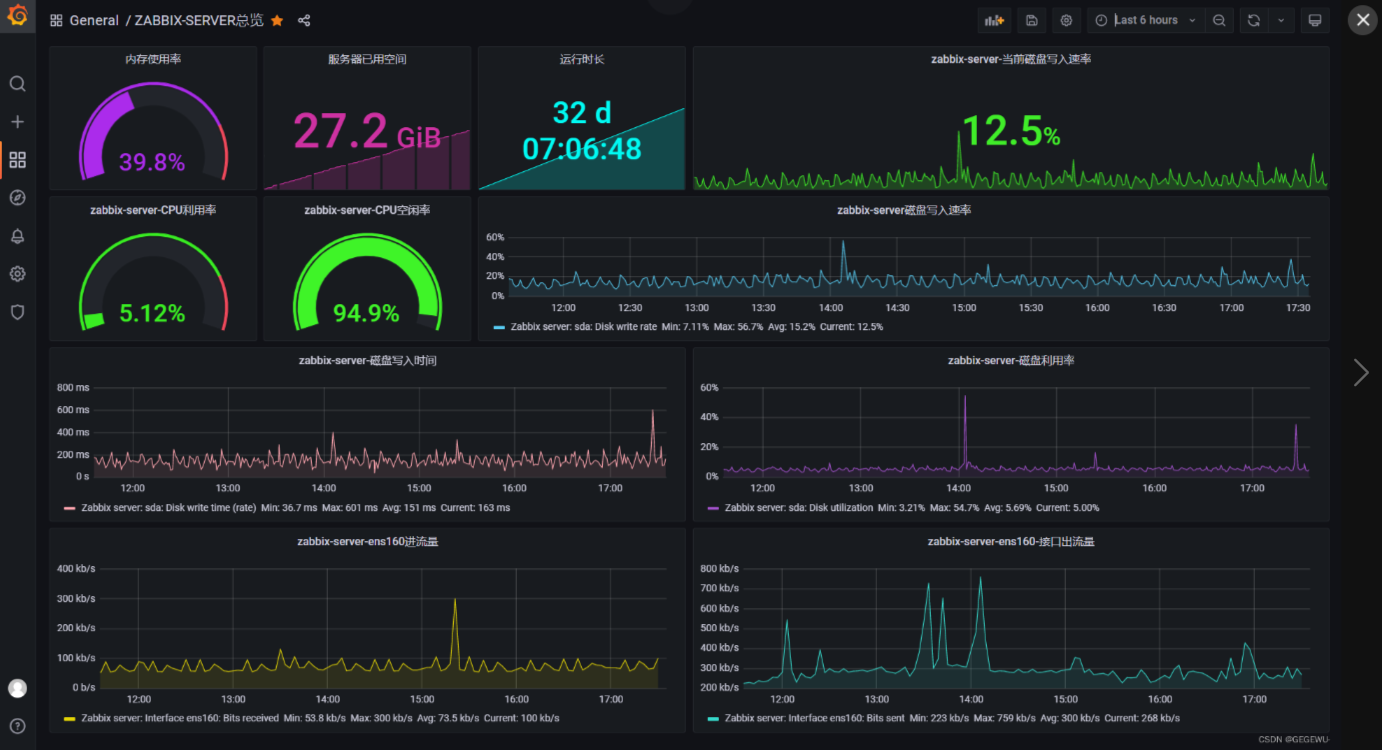 General / ZABBIX-SERVER总览
Last 6 hours
内存使用率
39.8%
服务器已用空间
27.2 GiB
运行时长
32 d
07:06:48
zabbix-server-当前磁盘写入速率
12.5%
zabbix-server-CPU利用率
5.12%
zabbix-server-CPU空闲率
94.9%
zabbix-server磁盘写入速率
60%
40%
20%
0%
12:00 12:30 13:00 13:30 14:00 14:30 15:00 15:30 16:00 16:30 17:00 17:30
Zabbix server: sda: Disk write rate Min: 7.11% Max: 56.7% Avg: 15.2% Current: 12.5%
zabbix-server-磁盘写入时间
800 ms
600 ms
400 ms
200 ms
0 s
12:00 13:00 14:00 15:00 16:00 17:00
Zabbix server: sda: Disk write time (rate) Min: 36.7 ms Max: 601 ms Avg: 151 ms Current: 163 ms
zabbix-server-磁盘利用率
60%
40%
20%
0%
12:00 13:00 14:00 15:00 16:00 17:00
Zabbix server: sda: Disk utilization Min: 3.21% Max: 54.7% Avg: 5.69% Current: 5.00%
zabbix-server-ens160进流量
400 kb/s
300 kb/s
200 kb/s
100 kb/s
0 b/s
12:00 13:00 14:00 15:00 16:00 17:00
Zabbix server: Interface ens160: Bits received Min: 53.8 kb/s Max: 300 kb/s Avg: 73.5 kb/s Current: 100 kb/s
zabbix-server-ens160-接口出流量
800 kb/s
700 kb/s
600 kb/s
500 kb/s
400 kb/s
300 kb/s
200 kb/s
12:00 13:00 14:00 15:00 16:00 17:00
Zabbix server: Interface ens160: Bits sent Min: 223 kb/s Max: 759 kb/s Avg: 300 kb/s Current: 268 kb/s
CSDN @GEGEWU-